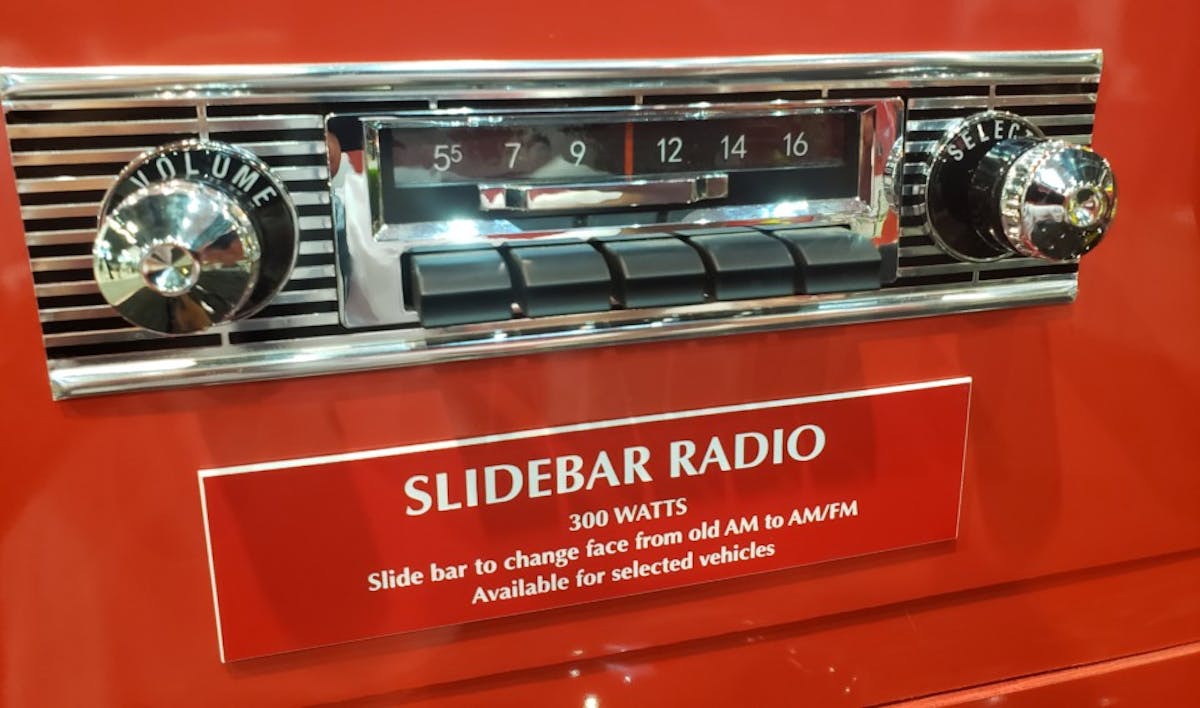 VOLUME
5⁵ 7 9 12 14 16
SELECT
SLIDEBAR RADIO
300 WATTS
Slide bar to change face from old AM to AM/FM
Available for selected vehicles